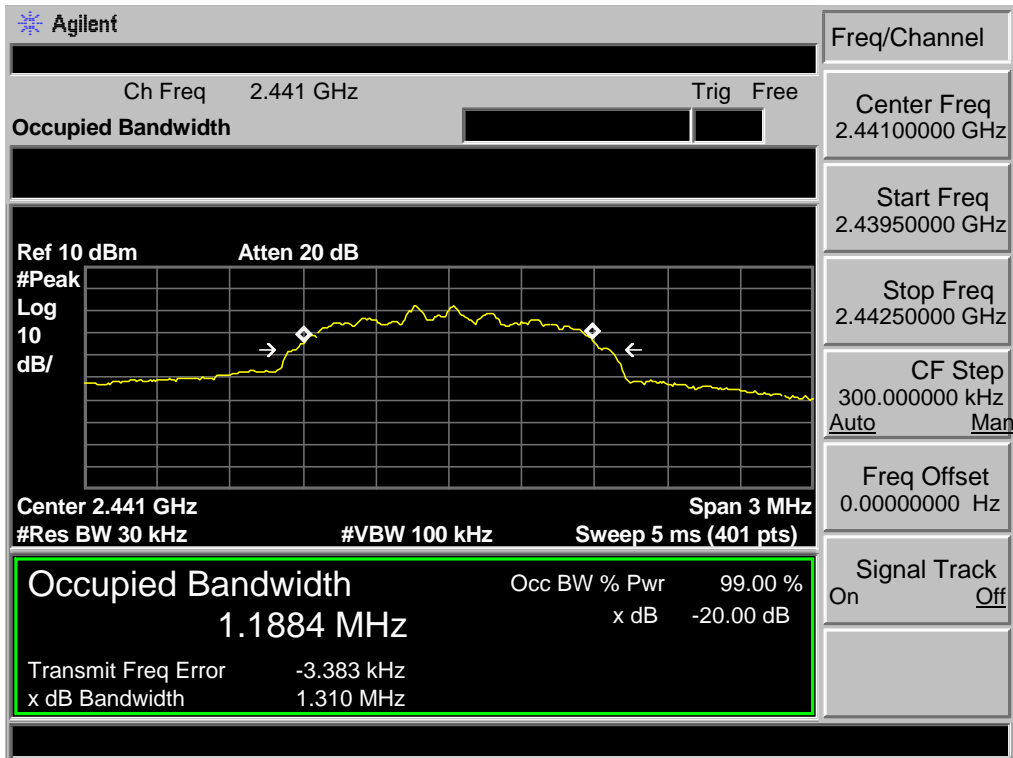 Agilent
Freq/Channel
Ch Freq 2.441 GHz Trig Free
Occupied Bandwidth
Center Freq
2.44100000 GHz
Start Freq
2.43950000 GHz
Stop Freq
2.44250000 GHz
CF Step
300.000000 kHz
Auto Man
Freq Offset
0.00000000 Hz
Signal Track
On Off
Ref 10 dBm Atten 20 dB
#Peak
Log
10
dB/
Center 2.441 GHz Span 3 MHz
#Res BW 30 kHz #VBW 100 kHz Sweep 5 ms (401 pts)
Occupied Bandwidth
1.1884 MHz
Occ BW % Pwr 99.00 %
x dB -20.00 dB
Transmit Freq Error -3.383 kHz
x dB Bandwidth 1.310 MHz